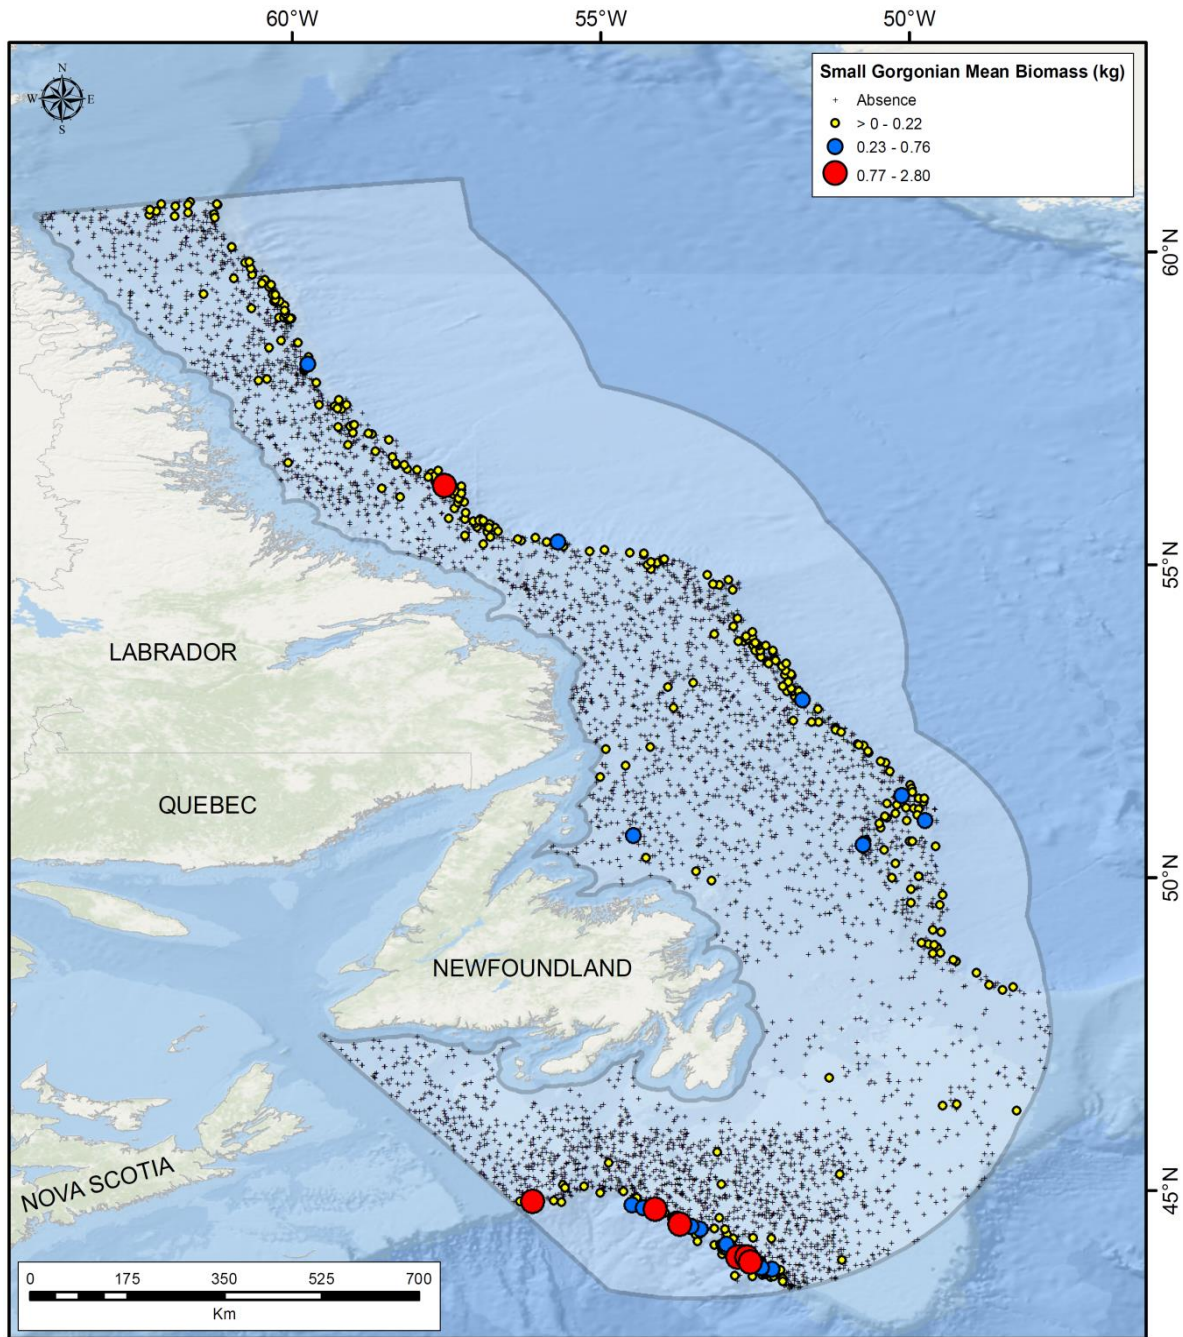 60°W 55°W 50°W
N
W E
S
Small Gorgonian Mean Biomass (kg)
Absence
> 0 - 0.22
0.23 - 0.76
0.77 - 2.80
60°N
55°N
LABRADOR
QUEBEC
50°N
NEWFOUNDLAND
NOVA SCOTIA
45°N
0 175 350 525 700
Km